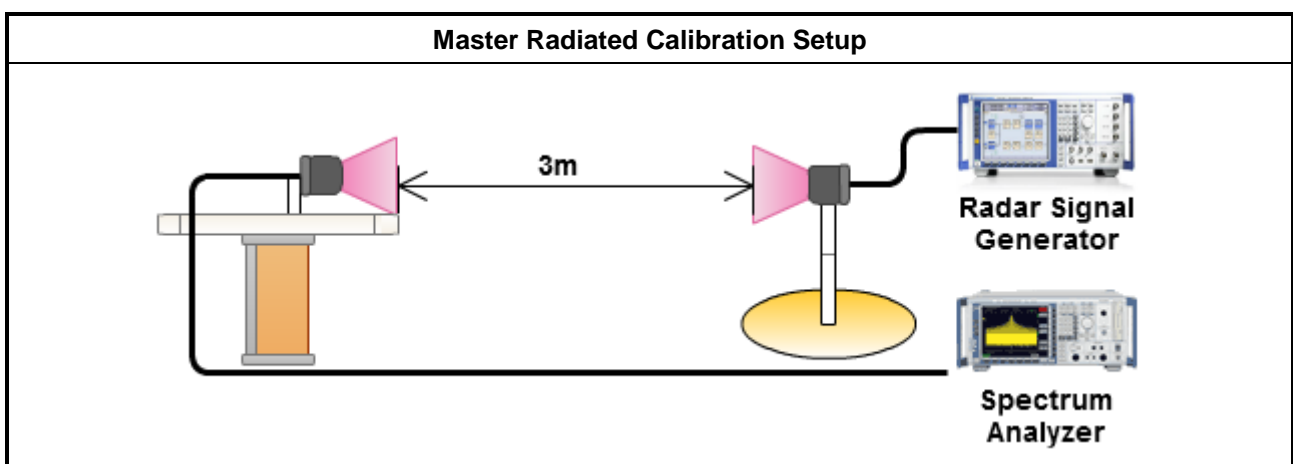 Master Radiated Calibration Setup
3m
Radar Signal
Generator
Spectrum
Analyzer